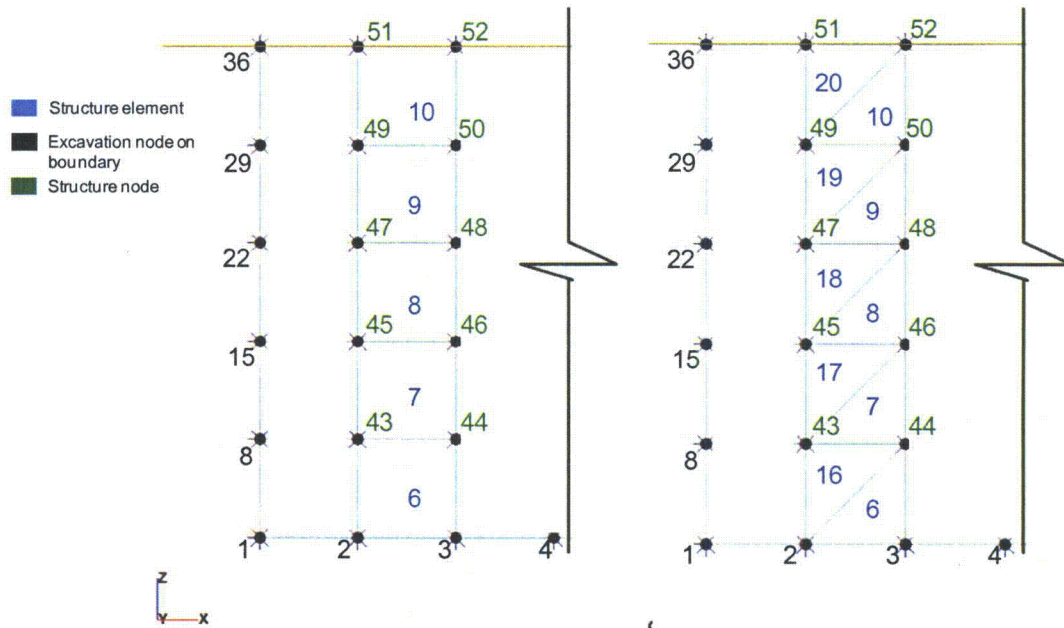 51 52 51 52
36 36
20
10 10
49 50 49 50
Structure element
Excavation node on
boundary
Structure node
29 29
19
9 9
47 48 47 48
22 22
18
8 8
45 46 45 46
15 15
17
7 7
43 44 43 44
8 8
16
6 6
1 2 3 4 1 2 3 4
Z
Y X